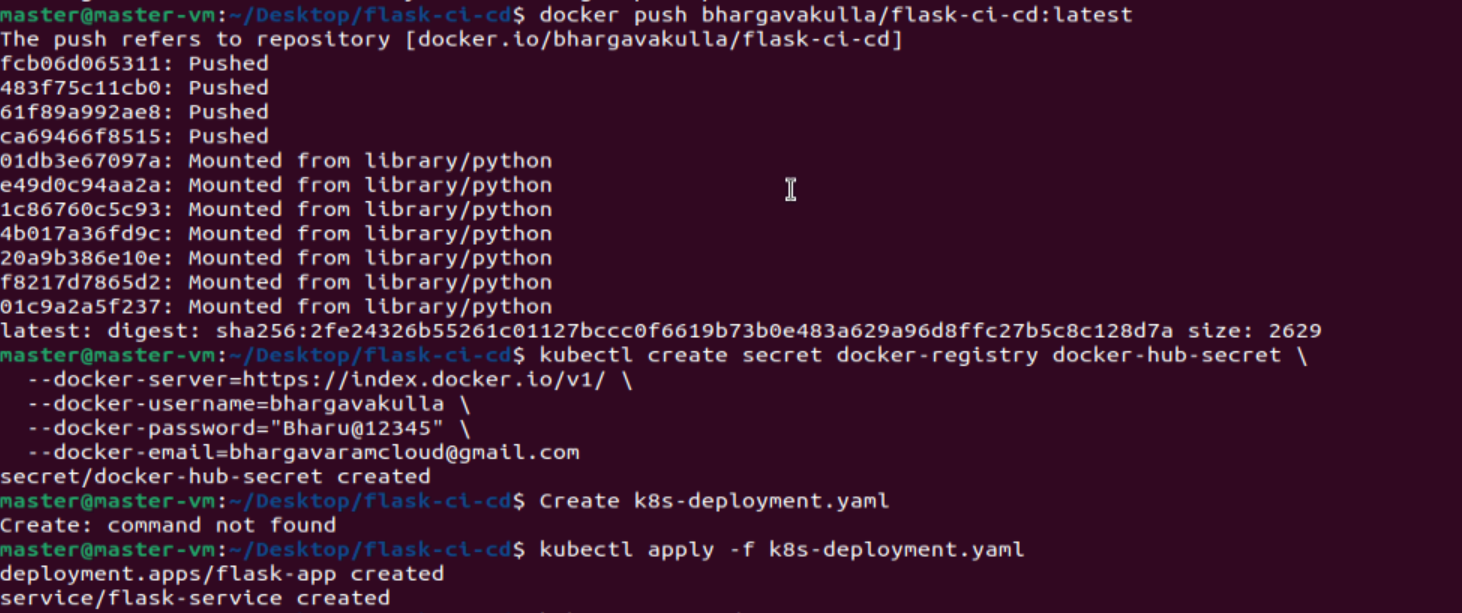 master@master-vm:~/Desktop/flask-ci-cd$ docker push bhargavakulla/flask-ci-cd:latest
The push refers to repository [docker.io/bhargavakulla/flask-ci-cd]
fcb06d065311: Pushed
483f75c11cb0: Pushed
61f89a992ae8: Pushed
ca69466f8515: Pushed
01db3e67097a: Mounted from library/python
e49d0c94aa2a: Mounted from library/python
1c86760c5c93: Mounted from library/python
4b017a36fd9c: Mounted from library/python
20a9b386e10e: Mounted from library/python
f8217d7865d2: Mounted from library/python
01c9a2a5f237: Mounted from library/python
latest: digest: sha256:2fe24326b55261c01127bccc0f6619b73b0e483a629a96d8ffc27b5c8c128d7a size: 2629
master@master-vm:~/Desktop/flask-ci-cd$ kubectl create secret docker-registry docker-hub-secret \
  --docker-server=https://index.docker.io/v1/ \
  --docker-username=bhargavakulla \
  --docker-password="Bharu@12345" \
  --docker-email=bhargavaramcloud@gmail.com
secret/docker-hub-secret created
master@master-vm:~/Desktop/flask-ci-cd$ Create k8s-deployment.yaml
Create: command not found
master@master-vm:~/Desktop/flask-ci-cd$ kubectl apply -f k8s-deployment.yaml
deployment.apps/flask-app created
service/flask-service created